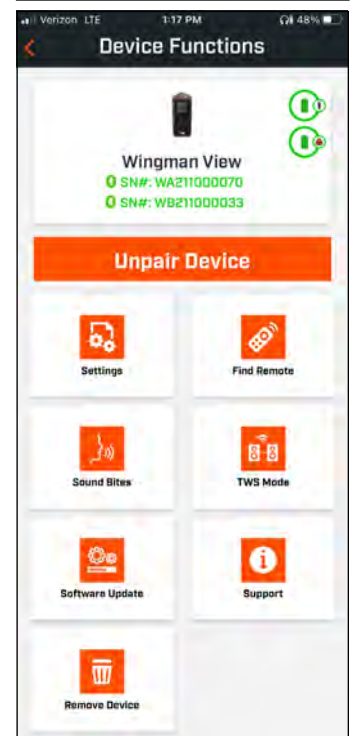 Verizon LTE 1:17 PM 48%
Device Functions
Wingman View
SN#: WA211000070
SN#: WB211000033
Unpair Device
Settings Find Remote
Sound Bites TWS Mode
Software Update Support
Remove Device